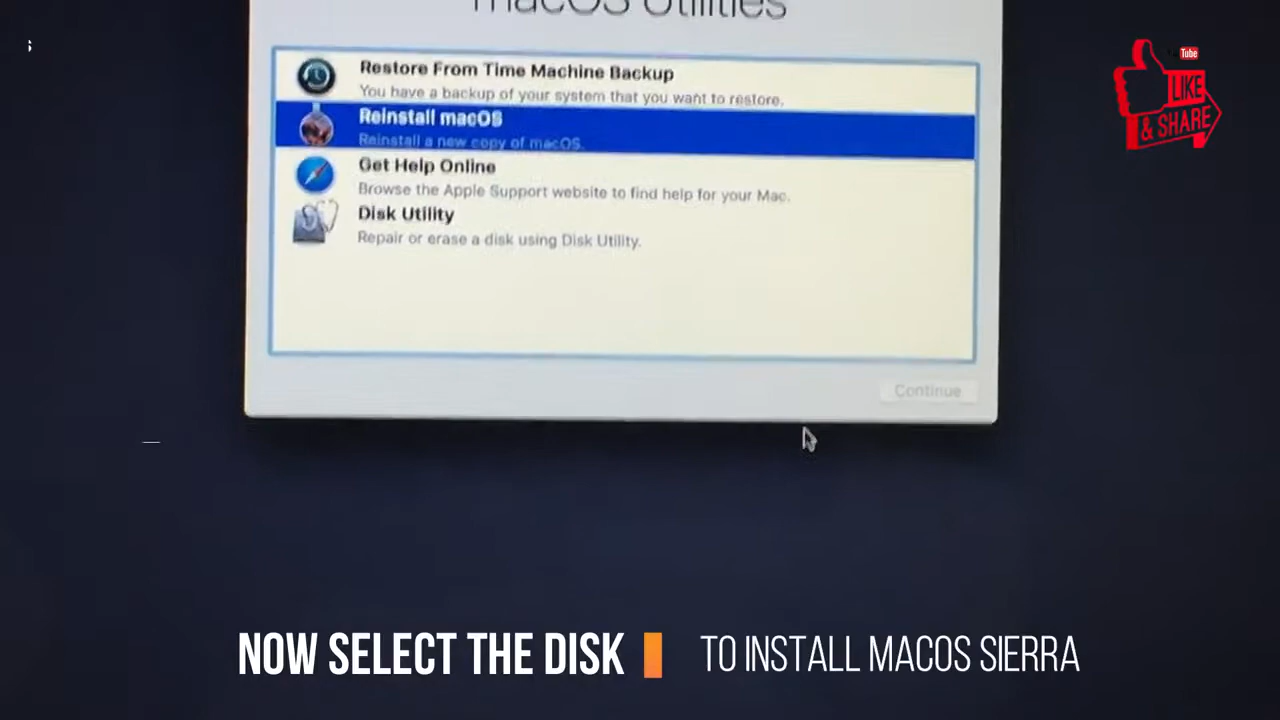 macOS Utilities
Restore From Time Machine Backup
You have a backup of your system that you want to restore.
Reinstall macOS
Reinstall a new copy of macOS.
Get Help Online
Browse the Apple Support website to find help for your Mac.
Disk Utility
Repair or erase a disk using Disk Utility.
Continue
Tube
LIKE
& SHARE
NOW SELECT THE DISK TO INSTALL MACOS SIERRA